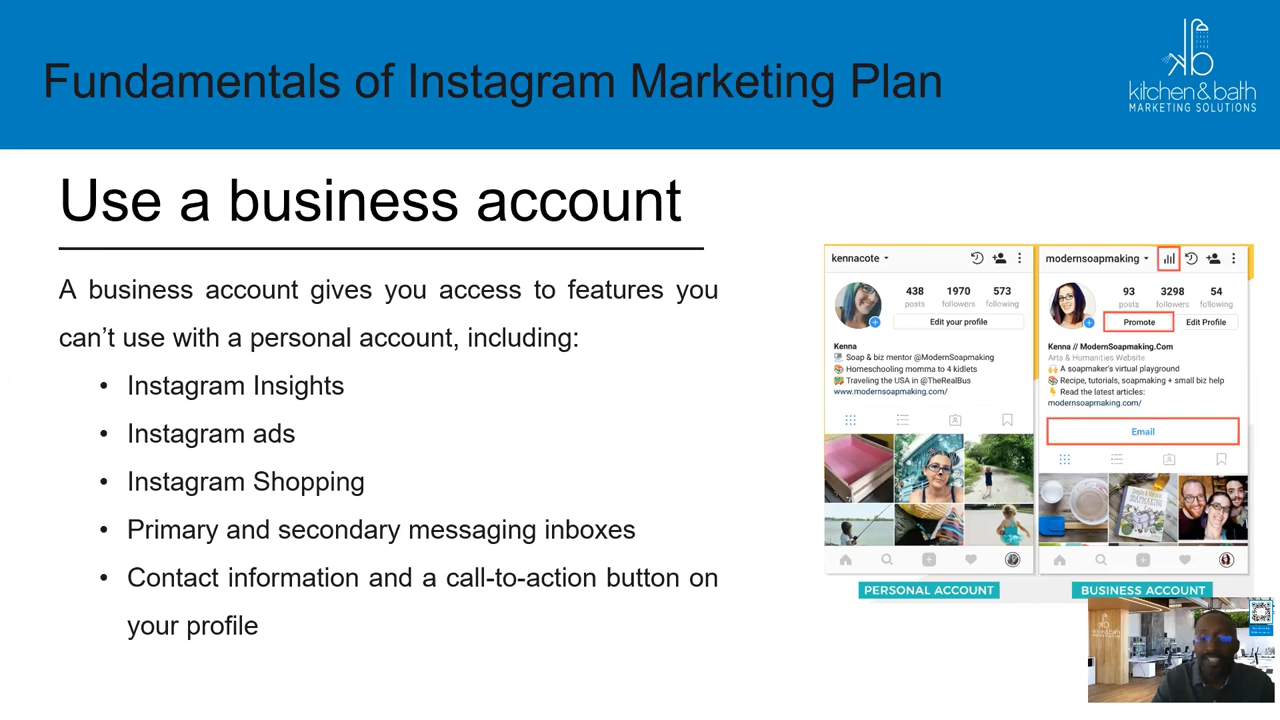 Fundamentals of Instagram Marketing Plan
kitchen & bath
MARKETING SOLUTIONS
Use a business account
A business account gives you access to features you
can’t use with a personal account, including:
• Instagram Insights
• Instagram ads
• Instagram Shopping
• Primary and secondary messaging inboxes
• Contact information and a call-to-action button on
your profile
kennacote
438 1970 573
posts followers following
Edit your profile
Kenna
Soap & biz mentor @ModernSoapmaking
Homeschooling momma to 4 kidlets
Traveling the USA in @TheRealBus
www.modernsoapmaking.com/
PERSONAL ACCOUNT
modernsoapmaking
93 3298 54
posts followers following
Promote Edit Profile
Kenna // ModernSoapmaking.Com
Arts & Humanities Website
A soapmaker's virtual playground
Recipe, tutorials, soapmaking + small biz help
Read the latest articles:
modernsoapmaking.com/
Email
SOAPMAKING
BUSINESS ACCOUNT